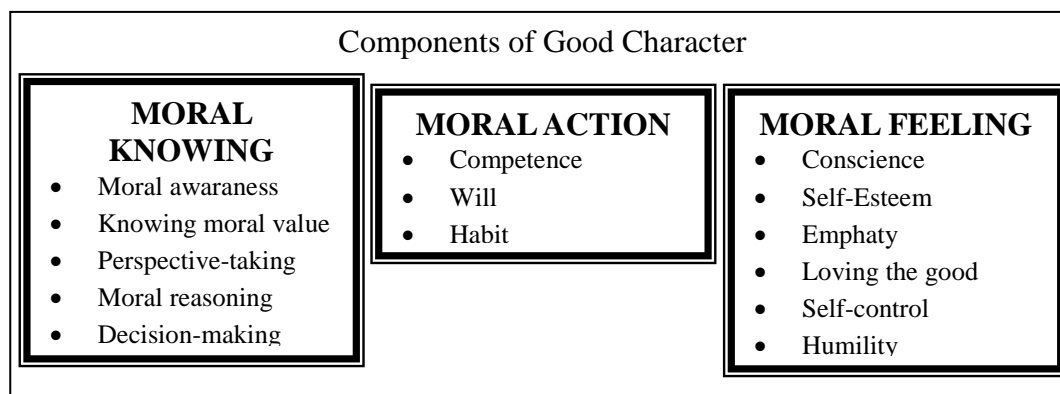 Components of Good Character
MORAL
KNOWING
• Moral awaraness
• Knowing moral value
• Perspective-taking
• Moral reasoning
• Decision-making
MORAL ACTION
• Competence
• Will
• Habit
MORAL FEELING
• Conscience
• Self-Esteem
• Emphaty
• Loving the good
• Self-control
• Humility